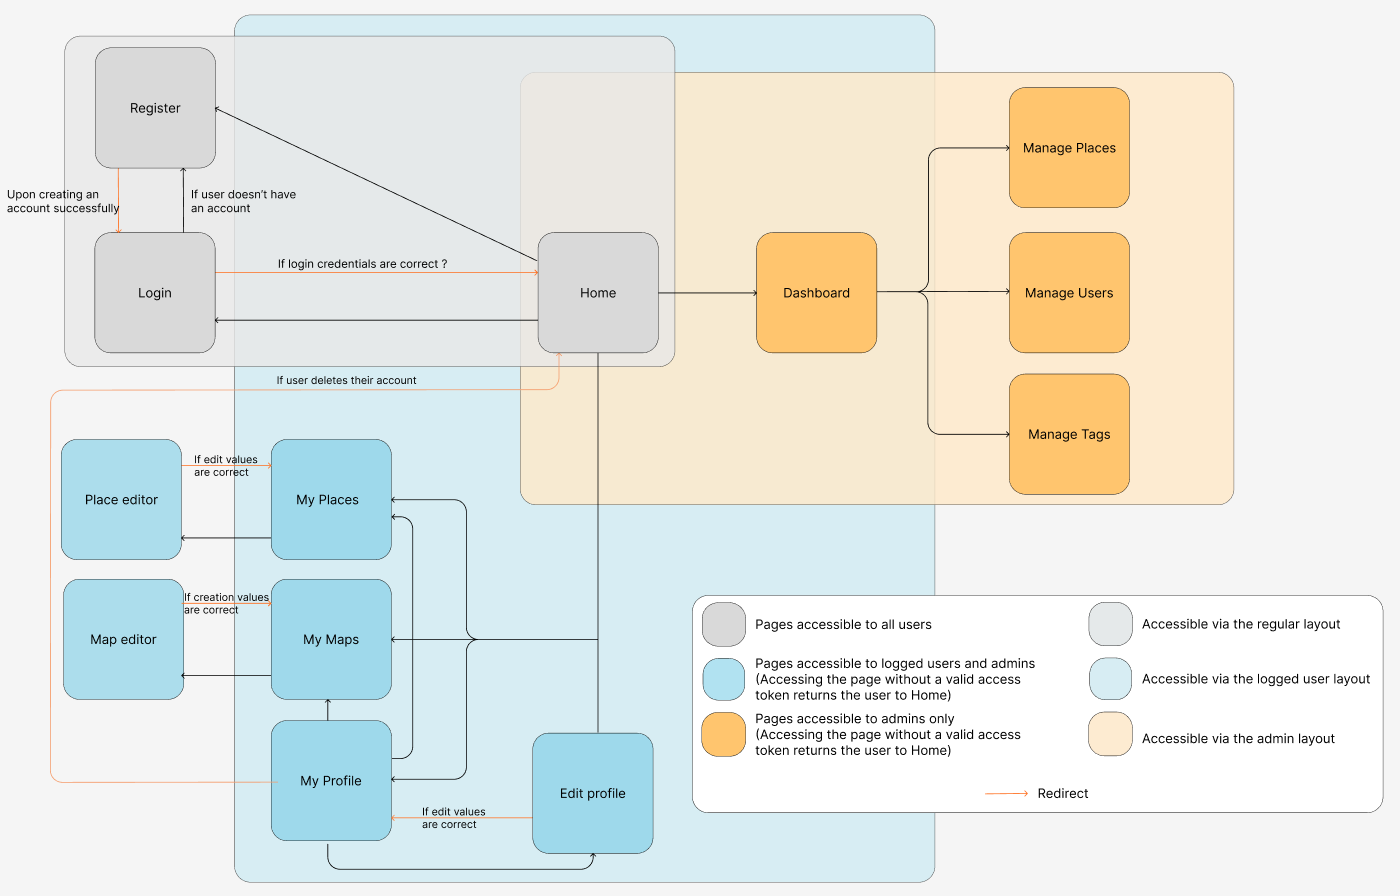 Register
Manage Places
Upon creating an
account successfully
If user doesn't have
an account
If login credentials are correct ?
Login
Home
Dashboard
Manage Users
If user deletes their account
Manage Tags
If edit values
are correct
Place editor
My Places
If creation values
are correct
Map editor
My Maps
My Profile
Edit profile
If edit values
are correct
Pages accessible to all users
Pages accessible to logged users and admins
(Accessing the page without a valid access
token returns the user to Home)
Pages accessible to admins only
(Accessing the page without a valid access
token returns the user to Home)
Accessible via the regular layout
Accessible via the logged user layout
Accessible via the admin layout
Redirect